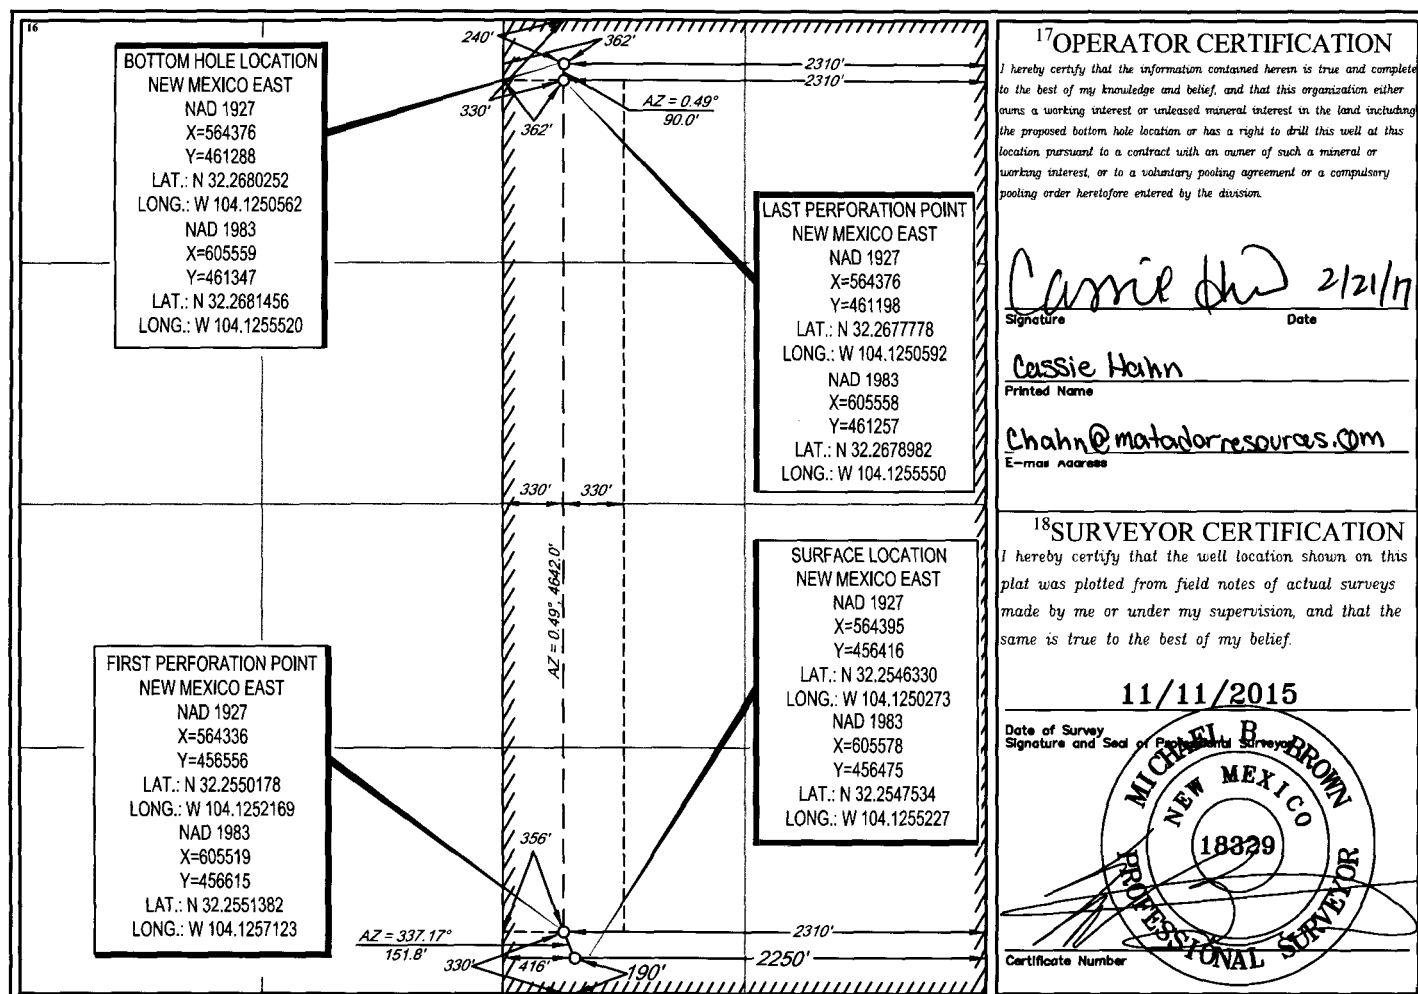 16
240'
362'
2310'
2310'
330'
362'
AZ = 0.49°
90.0'
BOTTOM HOLE LOCATION
NEW MEXICO EAST
NAD 1927
X=564376
Y=461288
LAT.: N 32.2680252
LONG.: W 104.1250562
NAD 1983
X=605559
Y=461347
LAT.: N 32.2681456
LONG.: W 104.1255520
LAST PERFORATION POINT
NEW MEXICO EAST
NAD 1927
X=564376
Y=461198
LAT.: N 32.2677778
LONG.: W 104.1250592
NAD 1983
X=605558
Y=461257
LAT.: N 32.2678982
LONG.: W 104.1255550
330'
330'
AZ = 0.49°, 4642.0'
SURFACE LOCATION
NEW MEXICO EAST
NAD 1927
X=564395
Y=456416
LAT.: N 32.2546330
LONG.: W 104.1250273
NAD 1983
X=605578
Y=456475
LAT.: N 32.2547534
LONG.: W 104.1255227
FIRST PERFORATION POINT
NEW MEXICO EAST
NAD 1927
X=564336
Y=456556
LAT.: N 32.2550178
LONG.: W 104.1252169
NAD 1983
X=605519
Y=456615
LAT.: N 32.2551382
LONG.: W 104.1257123
356'
AZ = 337.17°
151.8'
330'
416'
190'
2310'
2250'
17 OPERATOR CERTIFICATION
I hereby certify that the information contained herein is true and complete
to the best of my knowledge and belief, and that this organization either
owns a working interest or unleased mineral interest in the land including
the proposed bottom hole location or has a right to drill this well at this
location pursuant to a contract with an owner of such a mineral or
working interest, or to a voluntary pooling agreement or a compulsory
pooling order heretofore entered by the division.
Cassie Hahn 2/21/17
Signature Date
Cassie Hahn
Printed Name
Chahn@matadorresources.com
E-mail Address
18 SURVEYOR CERTIFICATION
I hereby certify that the well location shown on this
plat was plotted from field notes of actual surveys
made by me or under my supervision, and that the
same is true to the best of my belief.
11/11/2015
Date of Survey
Signature and Seal of Professional Surveyor
MICHAEL B. BROWN
NEW MEXICO
18329
PROFESSIONAL SURVEYOR
Certificate Number